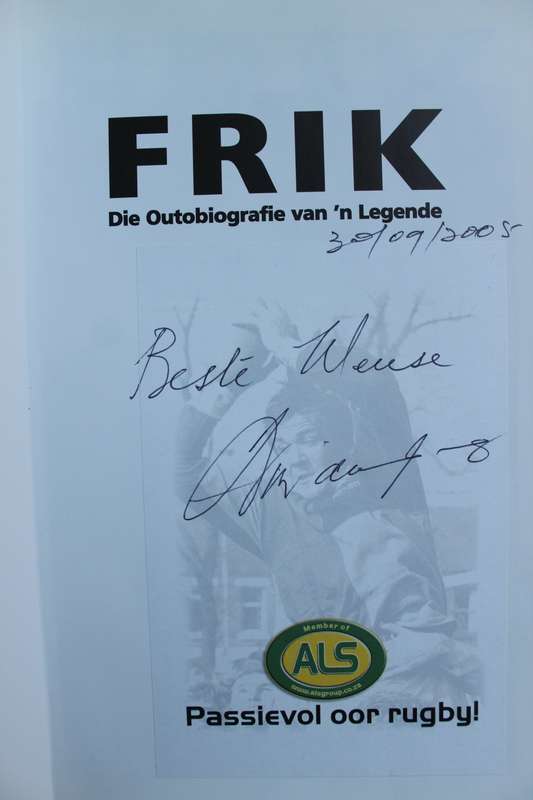 FRIK
Die Outobiografie van 'n Legende
30/09/2005
Beste Wense
Member of
ALS
www.alsgroup.co.za
Passievol oor rugby!